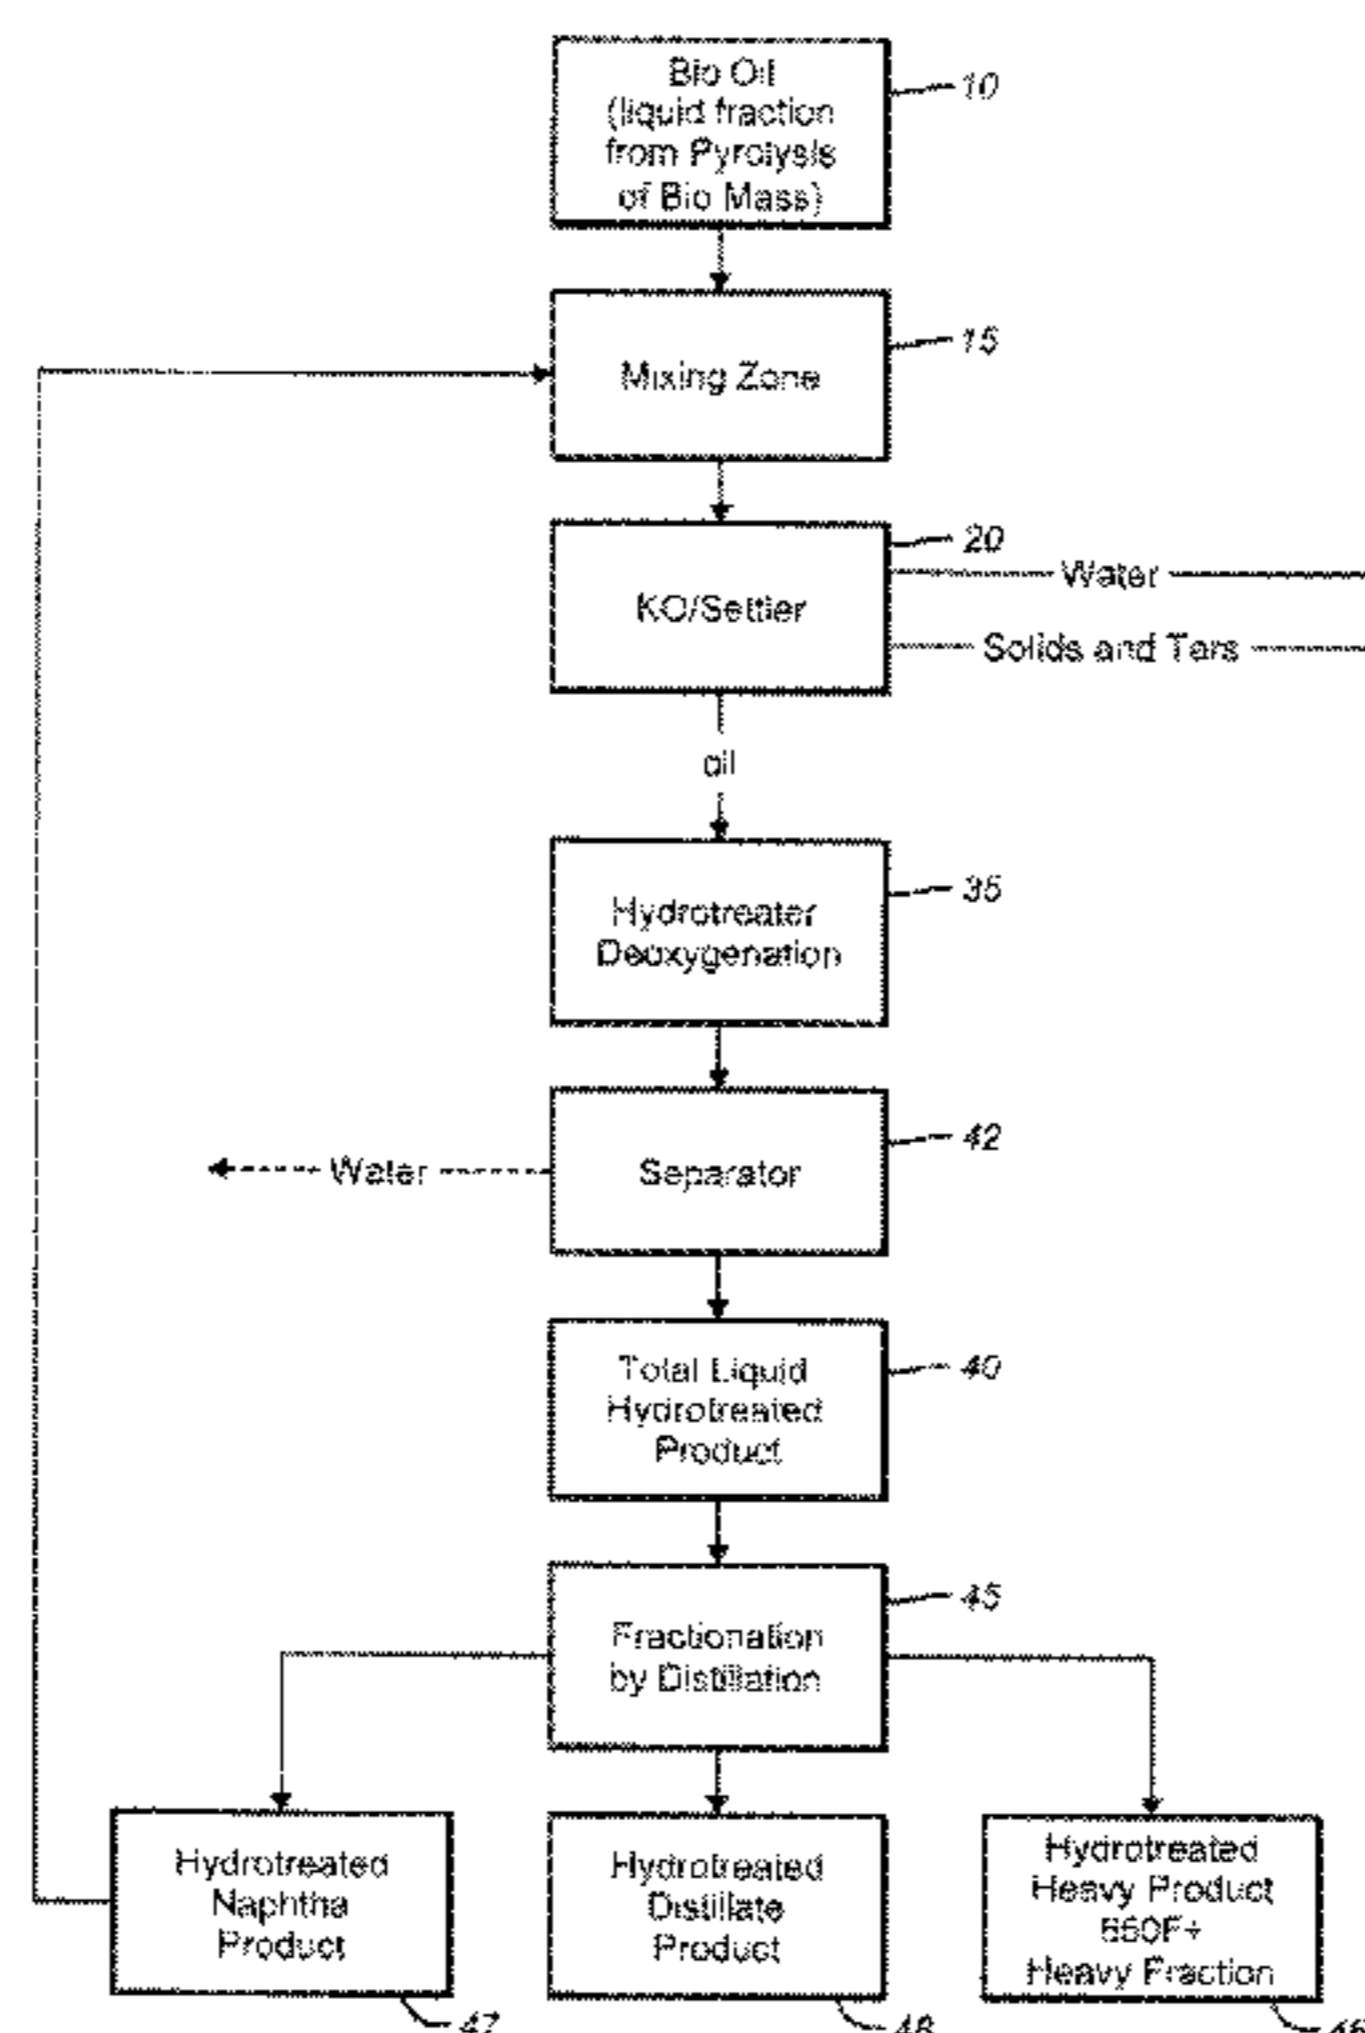 Bio Oil
(liquid fraction
from Pyrolysis
of Bio Mass)
10
Mixing Zone
15
KO/Settler
20
Water
Solids and Tars
oil
Hydrotreater
Deoxygenation
35
Separator
42
Water
Total Liquid
Hydrotreated
Product
40
Fractionation
by Distillation
45
Hydrotreated
Naphtha
Product
47
Hydrotreated
Distillate
Product
Hydrotreated
Heavy Product
Heavy Fraction